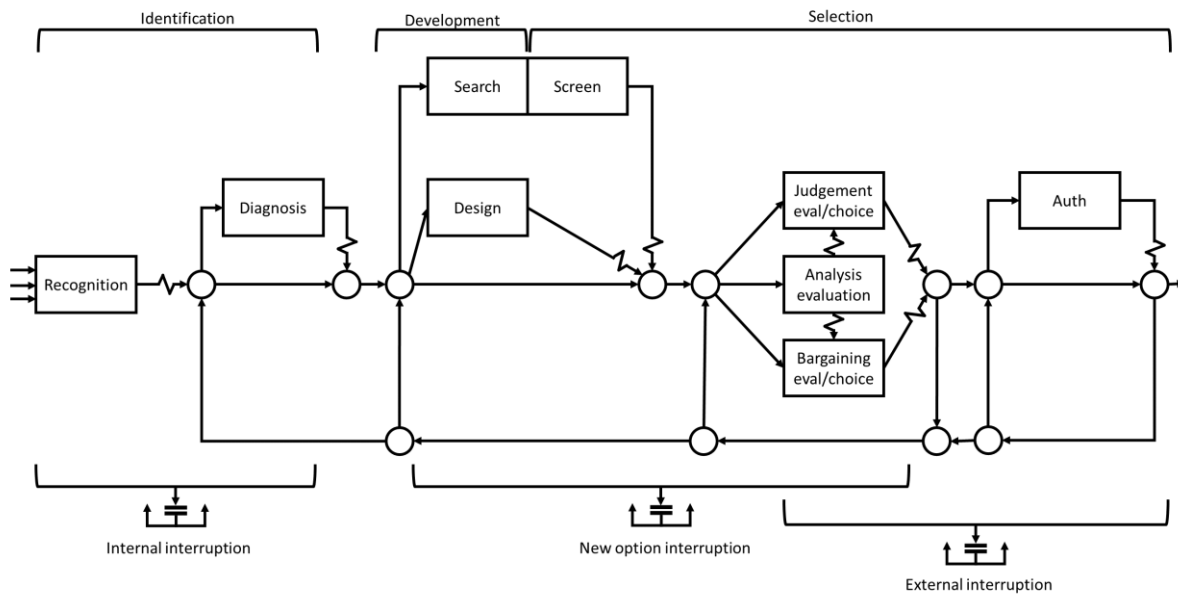 Identification
Development
Selection
Search
Screen
Diagnosis
Design
Judgement
eval/choice
Auth
Recognition
Analysis
evaluation
Bargaining
eval/choice
Internal interruption
New option interruption
External interruption